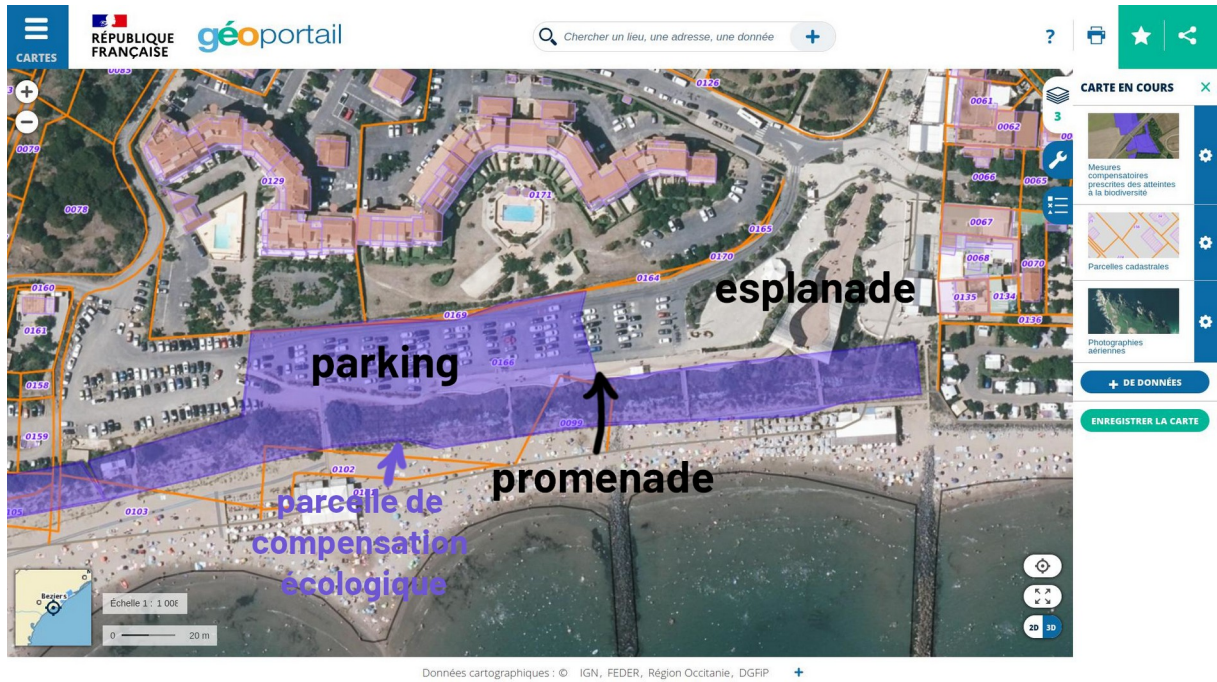 CARTES
RÉPUBLIQUE
FRANÇAISE
géoportail
Chercher un lieu, une adresse, une donnée
+
?
CARTE EN COURS
×
3
+
−
0085
0126
0061
0062
0079
0129
0171
0066
0065
0078
0067
0165
0068
0070
0170
0164
0160
0169
0135
0134
0136
0161
esplanade
parking
0166
0158
0099
0159
0102
promenade
0103
105
parcelle de
compensation
écologique
Mesures
compensatoires
prescrites des atteintes
a la biodiversité
Parcelles cadastrales
Photographies
aériennes
+ DE DONNÉES
ENREGISTRER LA CARTE
Beziers
Échelle 1 : 1 008
0
20 m
2D 3D
Données cartographiques : © IGN, FEDER, Région Occitanie, DGFiP +